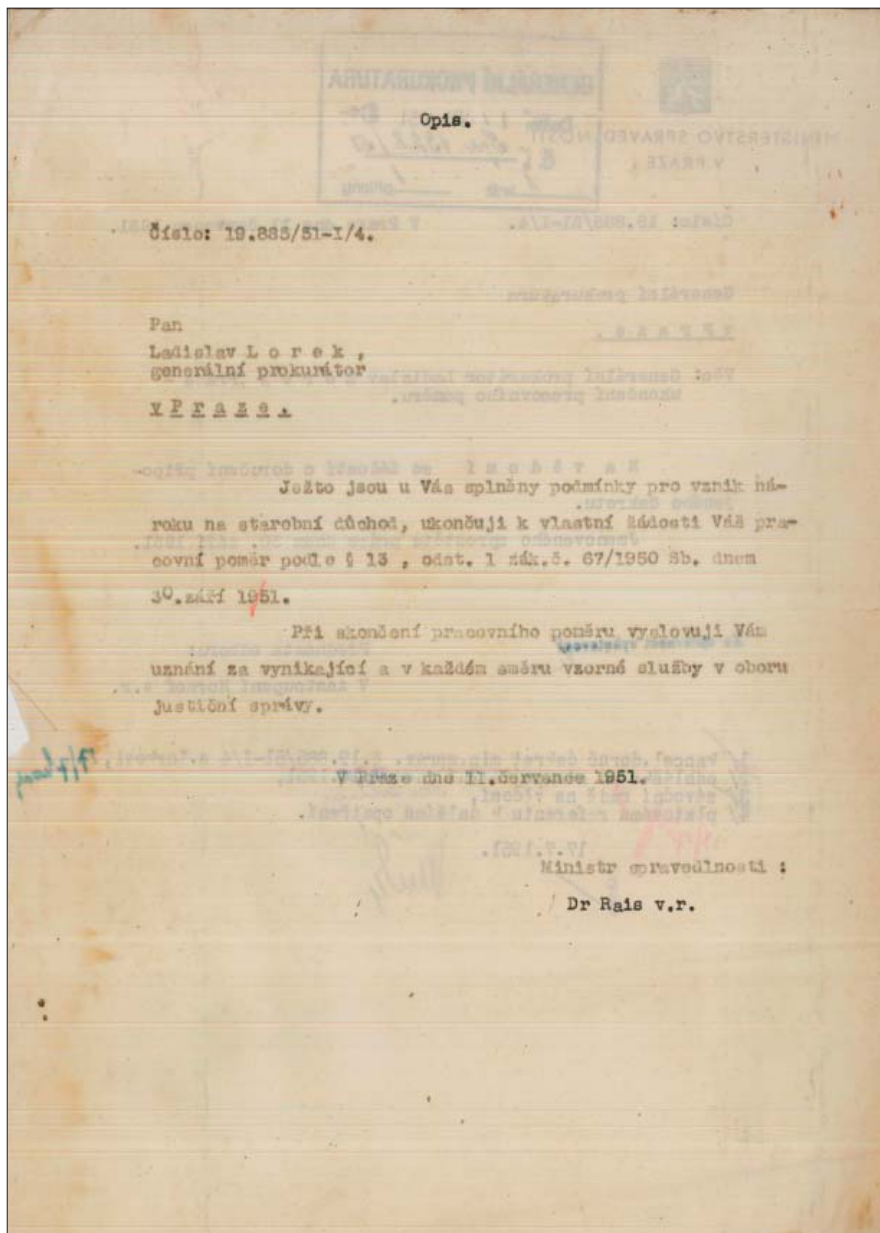 Opis.
Číslo: 19.885/51-I/4.
Pan
Ladislav L o r e k ,
generální prokurátor
v P r a z e .
Ježto jsou u Vás splněny podmínky pro vznik ná-
roku na starobní důchod, ukončuji k vlastní žádosti Váš pra-
covní poměr podle § 13 , odst. 1 zák.č. 67/1950 Sb. dnem
30.září 1951.
Při skončení pracovního poměru vyslovuji Vám
uznání za vynikající a v každém směru vzorné služby v oboru
justiční správy.
V Praze dne 11.července 1951.
Ministr spravedlnosti :
Dr Rais v.r.